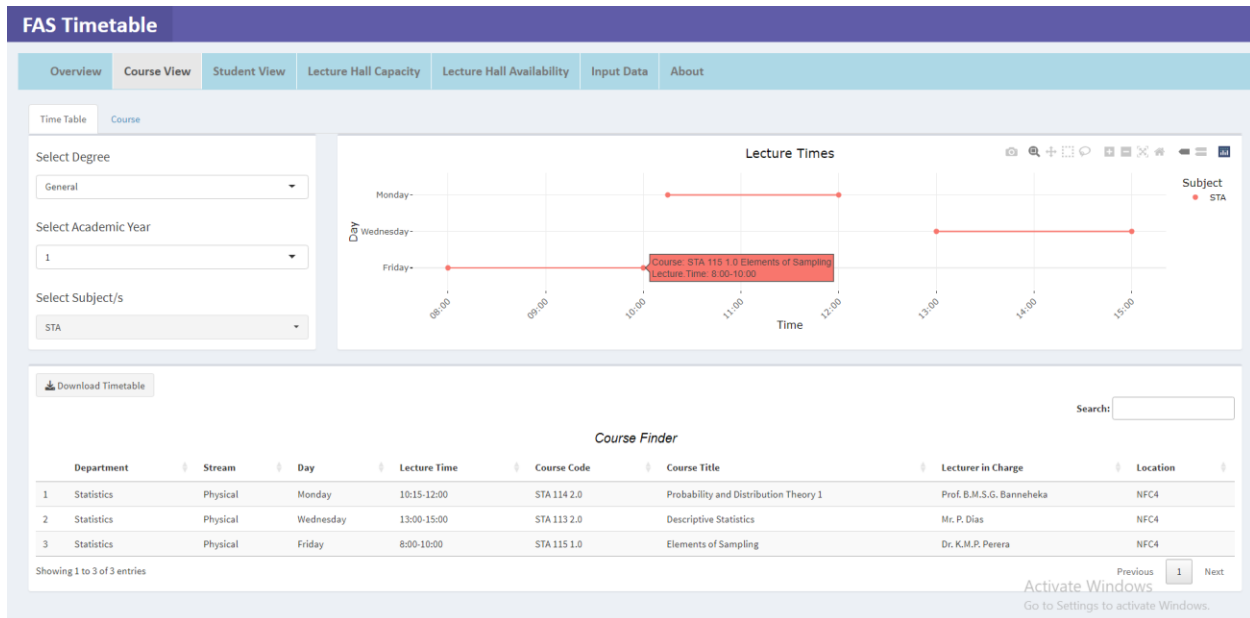 FAS Timetable
Overview Course View Student View Lecture Hall Capacity Lecture Hall Availability Input Data About
Time Table Course
Select Degree
General
Select Academic Year
1
Select Subject/s
STA
Lecture Times
Day
Monday
Wednesday
Friday
Course: STA 115 1.0 Elements of Sampling
Lecture.Time: 8:00-10:00
08:00 09:00 10:00 11:00 12:00 13:00 14:00 15:00
Time
Subject
STA
Download Timetable
Search:
Course Finder
Department Stream Day Lecture Time Course Code Course Title Lecturer in Charge Location
1 Statistics Physical Monday 10:15-12:00 STA 114 2.0 Probability and Distribution Theory 1 Prof. B.M.S.G. Banneheka NFC4
2 Statistics Physical Wednesday 13:00-15:00 STA 113 2.0 Descriptive Statistics Mr. P. Dias NFC4
3 Statistics Physical Friday 8:00-10:00 STA 115 1.0 Elements of Sampling Dr. K.M.P. Perera NFC4
Showing 1 to 3 of 3 entries
Previous 1 Next
Activate Windows
Go to Settings to activate Windows.